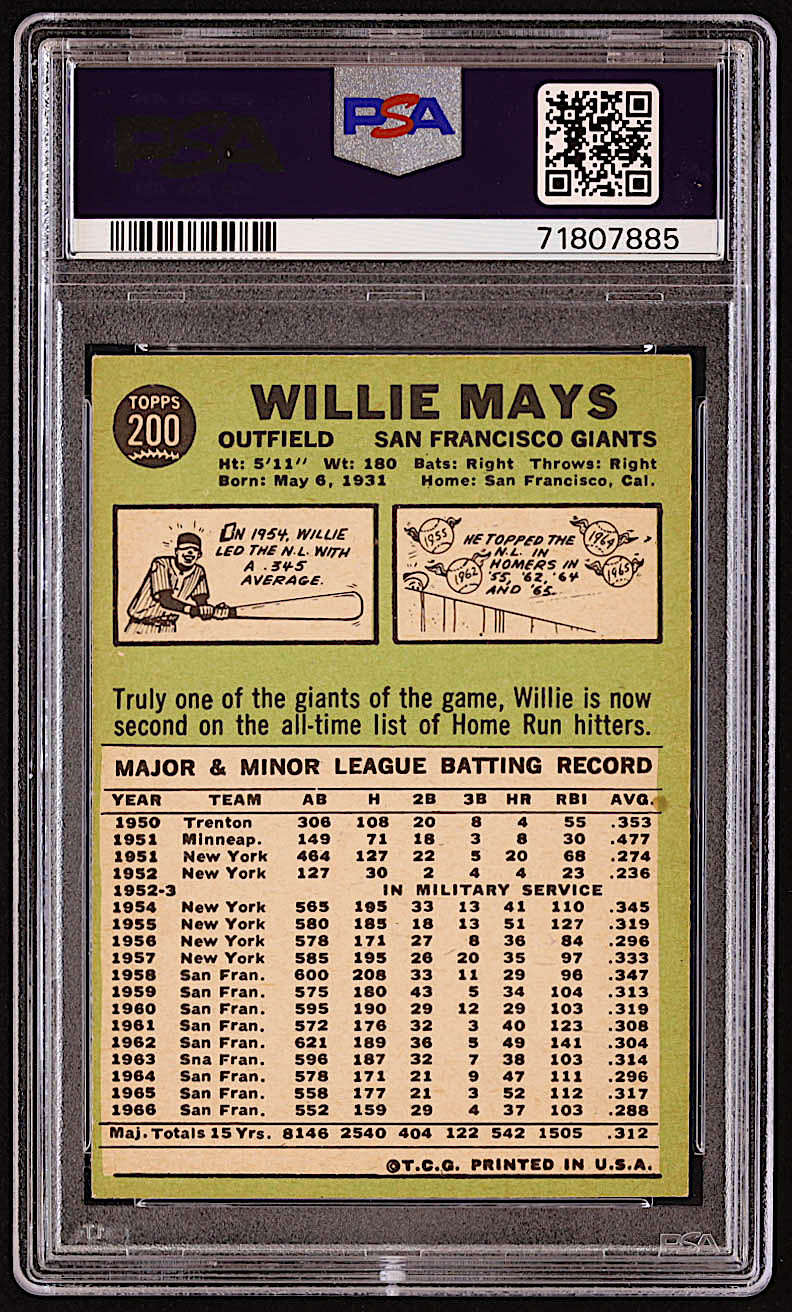 PSA
PSA
71807885
TOPPS
200
WILLIE MAYS
OUTFIELD SAN FRANCISCO GIANTS
Ht: 5'11" Wt: 180 Bats: Right Throws: Right
Born: May 6, 1931 Home: San Francisco, Cal.
IN 1954, WILLIE
LED THE N.L. WITH
A .345
AVERAGE.
1955
1962
HE TOPPED THE
N.L. IN
HOMERS IN
'55, '62, '64
AND '65.
1964
1965
Truly one of the giants of the game, Willie is now
second on the all-time list of Home Run hitters.
MAJOR & MINOR LEAGUE BATTING RECORD
YEAR TEAM AB H 2B 3B HR RBI AVG.
1950 Trenton 306 108 20 8 4 55 .353
1951 Minneap. 149 71 18 3 8 30 .477
1951 New York 464 127 22 5 20 68 .274
1952 New York 127 30 2 4 4 23 .236
1952-3 IN MILITARY SERVICE
1954 New York 565 195 33 13 41 110 .345
1955 New York 580 185 18 13 51 127 .319
1956 New York 578 171 27 8 36 84 .296
1957 New York 585 195 26 20 35 97 .333
1958 San Fran. 600 208 33 11 29 96 .347
1959 San Fran. 575 180 43 5 34 104 .313
1960 San Fran. 595 190 29 12 29 103 .319
1961 San Fran. 572 176 32 3 40 123 .308
1962 San Fran. 621 189 36 5 49 141 .304
1963 Sna Fran. 596 187 32 7 38 103 .314
1964 San Fran. 578 171 21 9 47 111 .296
1965 San Fran. 558 177 21 3 52 112 .317
1966 San Fran. 552 159 29 4 37 103 .288
Maj. Totals 15 Yrs. 8146 2540 404 122 542 1505 .312
©T.C.G. PRINTED IN U.S.A.
PSA